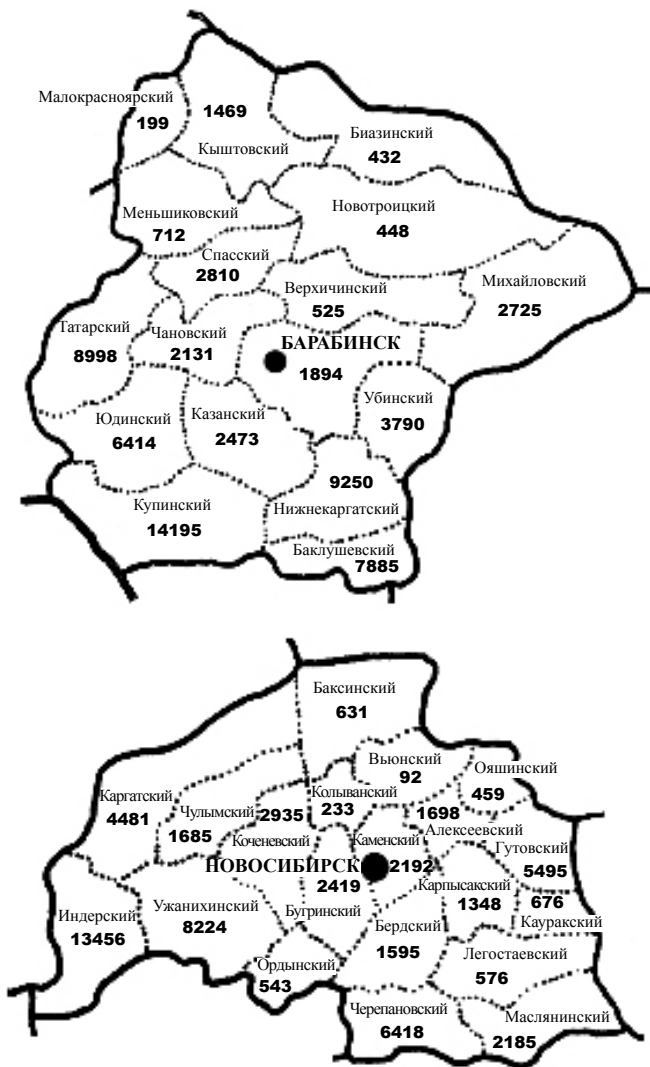 Малокрасноярский
199
1469
Кыштовский
Биазинский
432
Меньшиковский
712
Новотроицкий
448
Спасский
2810
Верхичинский
525
Михайловский
2725
Татарский
8998
Чановский
2131
БАРАБИНСК
1894
Убинский
3790
Юдинский
6414
Казанский
2473
9250
Нижнекаргатский
Купинский
14195
Баклушевский
7885
Баксинский
631
Вьюнский
92
Ояшинский
459
Каргатский
4481
Чулымский
1685
2935
Коченевский
Колыванский
233
1698
Алексеевский
Каменский
2192
Гутовский
5495
НОВОСИБИРСК
2419
Бугринский
Карпысакский
1348
676
Кауракский
Индерский
13456
Ужанихинский
8224
Бердский
1595
Легостаевский
576
Ордынский
543
Черепановский
6418
Маслянинский
2185